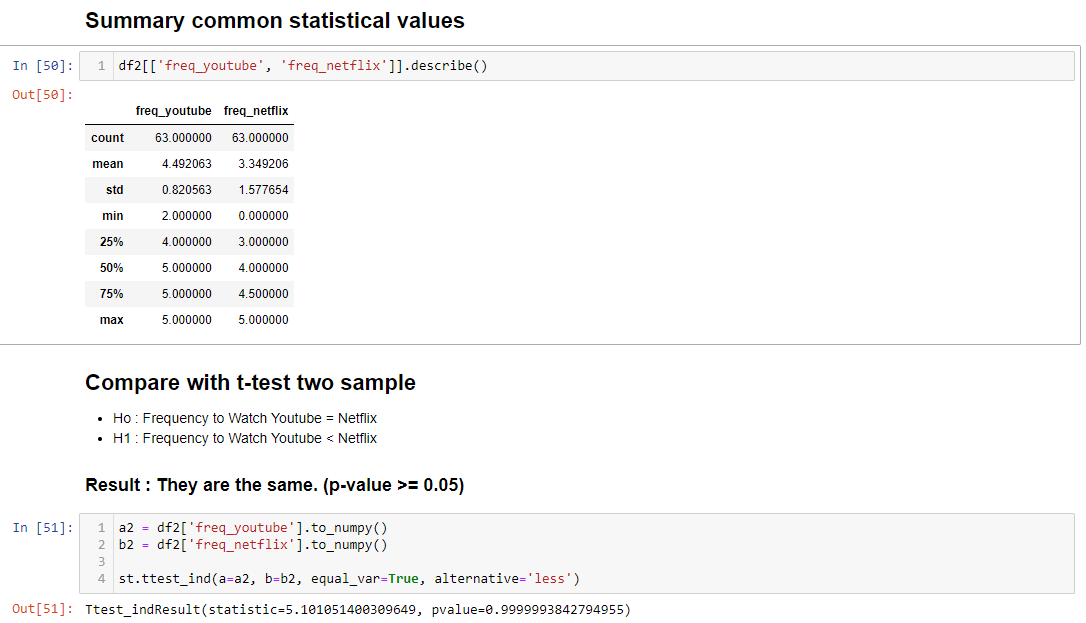 Summary common statistical values
In [50]: 1 df2[['freq_youtube', 'freq_netflix']].describe()
Out[50]:
freq_youtube freq_netflix
count 63.000000 63.000000
mean 4.492063 3.349206
std 0.820563 1.577654
min 2.000000 0.000000
25% 4.000000 3.000000
50% 5.000000 4.000000
75% 5.000000 4.500000
max 5.000000 5.000000
Compare with t-test two sample
• Ho : Frequency to Watch Youtube = Netflix
• H1 : Frequency to Watch Youtube < Netflix
Result : They are the same. (p-value >= 0.05)
In [51]: 1 a2 = df2['freq_youtube'].to_numpy()
2 b2 = df2['freq_netflix'].to_numpy()
3
4 st.ttest_ind(a=a2, b=b2, equal_var=True, alternative='less')
Out[51]: Ttest_indResult(statistic=5.101051400309649, pvalue=0.9999993842794955)